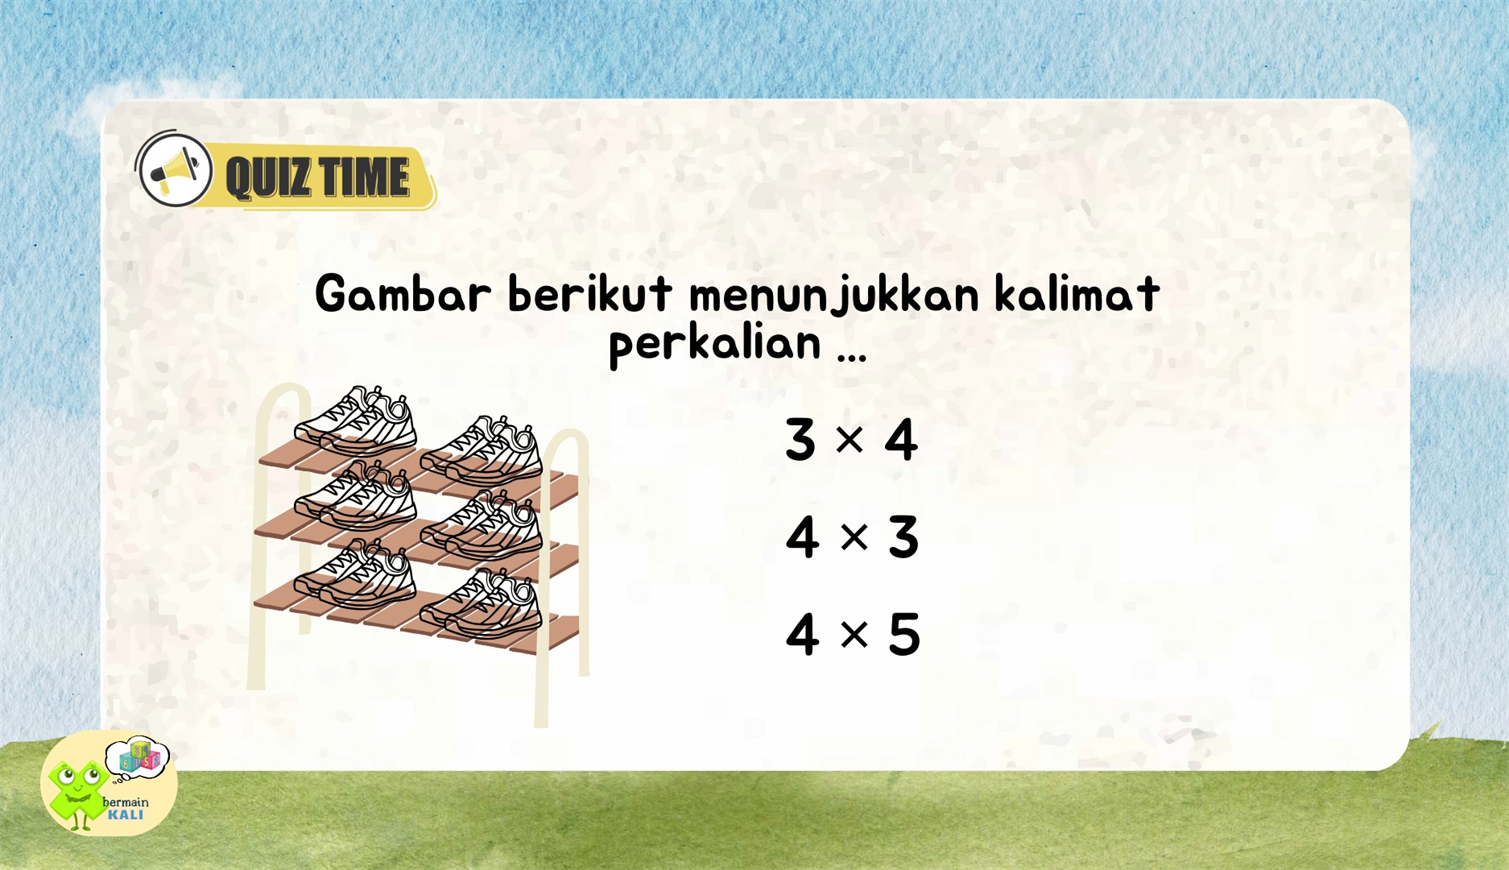 QUIZ TIME
Gambar berikut menunjukkan kalimat
perkalian ...
3 × 4
4 × 3
4 × 5
bermain
KALI